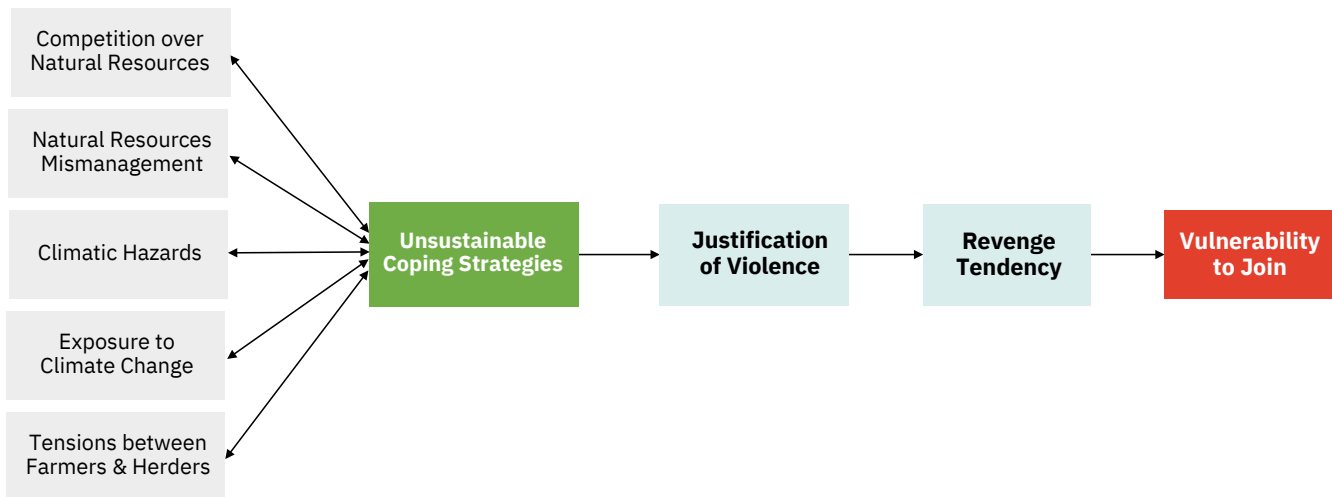 Competition over
Natural Resources
Natural Resources
Mismanagement
Climatic Hazards
Exposure to
Climate Change
Tensions between
Farmers & Herders
Unsustainable
Coping Strategies
Justification
of Violence
Revenge
Tendency
Vulnerability
to Join